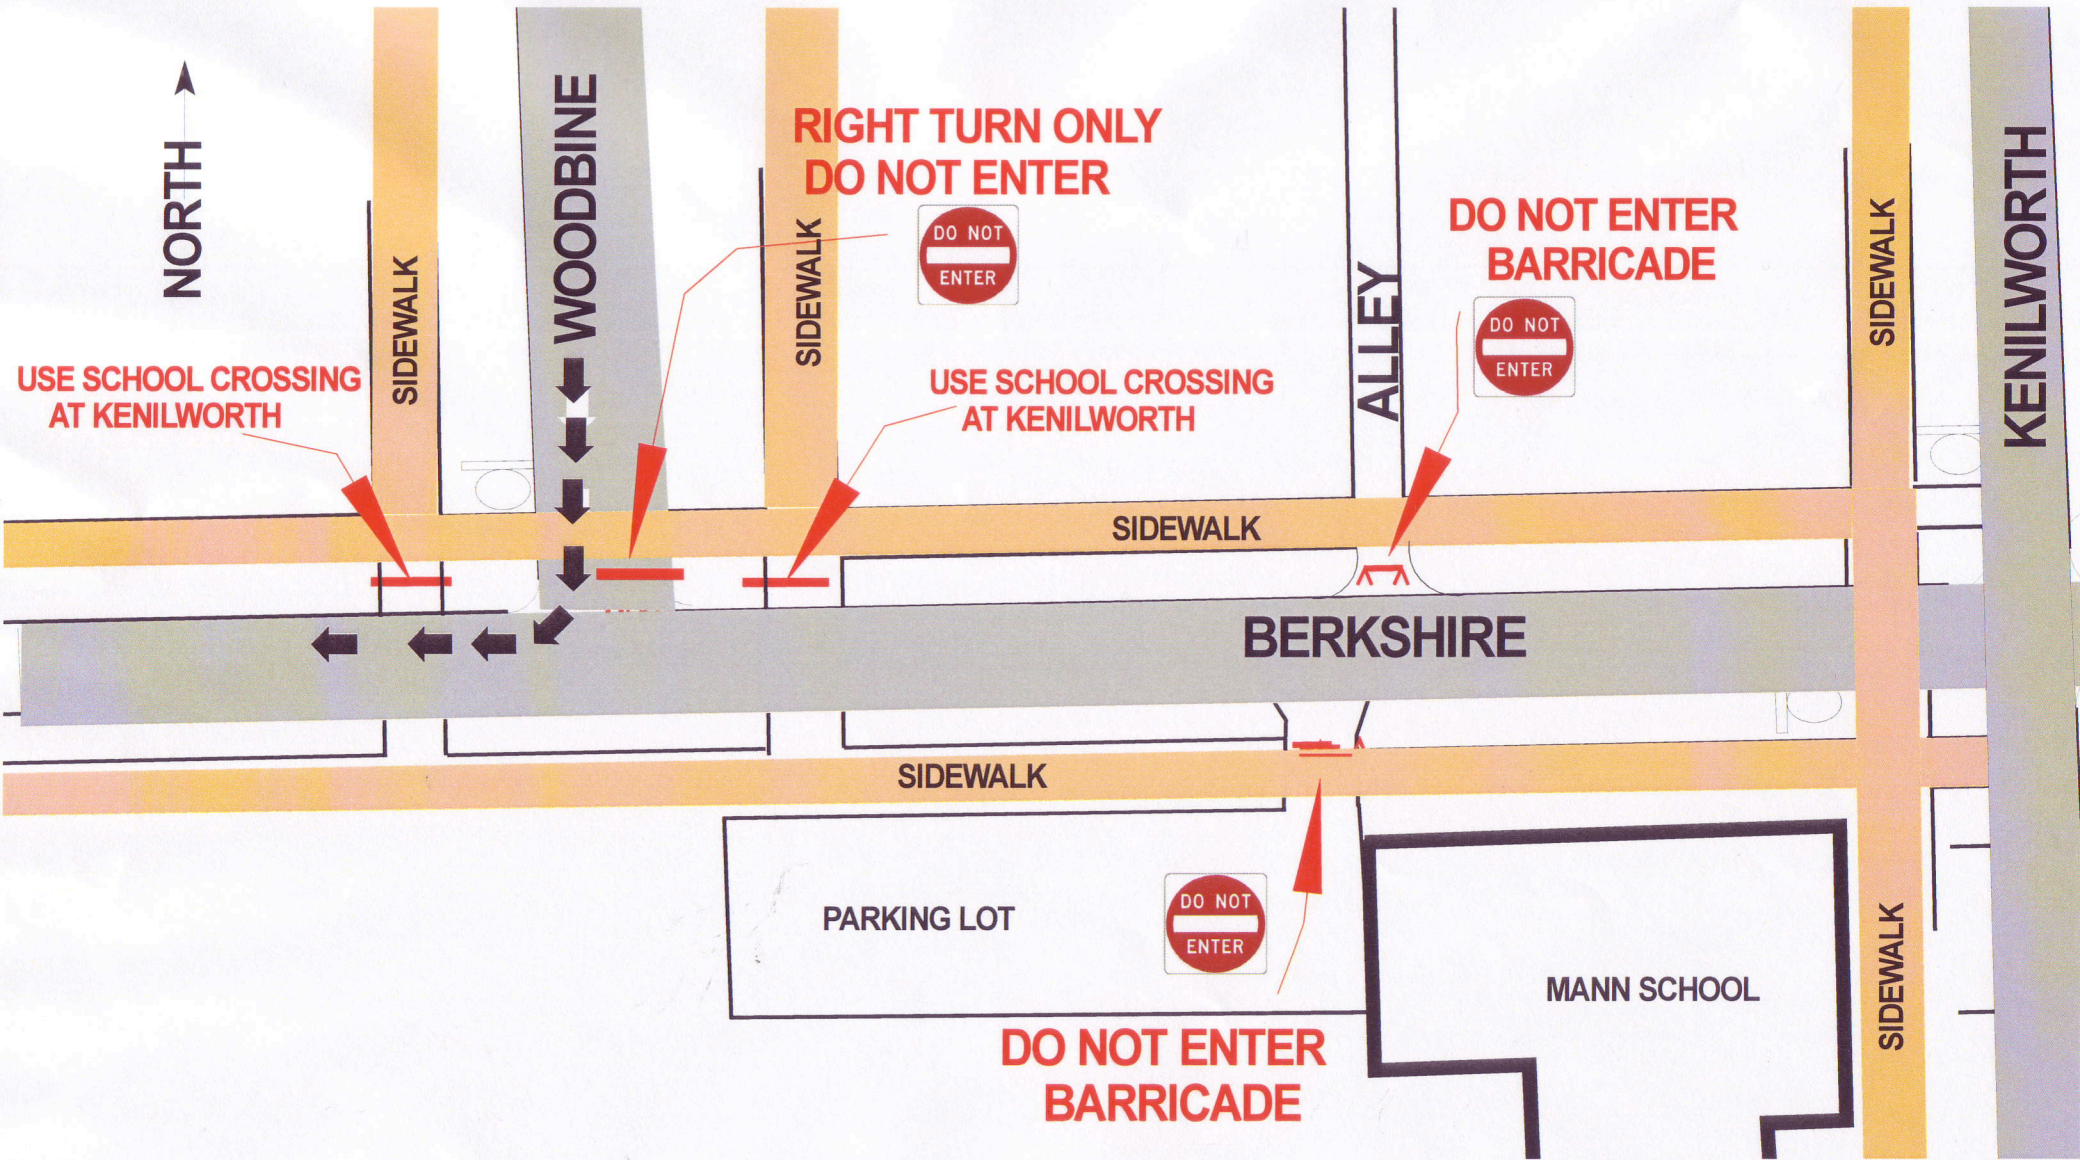 NORTH
SIDEWALK
WOODBINE
SIDEWALK
RIGHT TURN ONLY
DO NOT ENTER
DO NOT
ENTER
ALLEY
DO NOT ENTER
BARRICADE
DO NOT
ENTER
SIDEWALK
KENILWORTH
USE SCHOOL CROSSING
AT KENILWORTH
USE SCHOOL CROSSING
AT KENILWORTH
SIDEWALK
BERKSHIRE
SIDEWALK
PARKING LOT
DO NOT
ENTER
MANN SCHOOL
SIDEWALK
DO NOT ENTER
BARRICADE